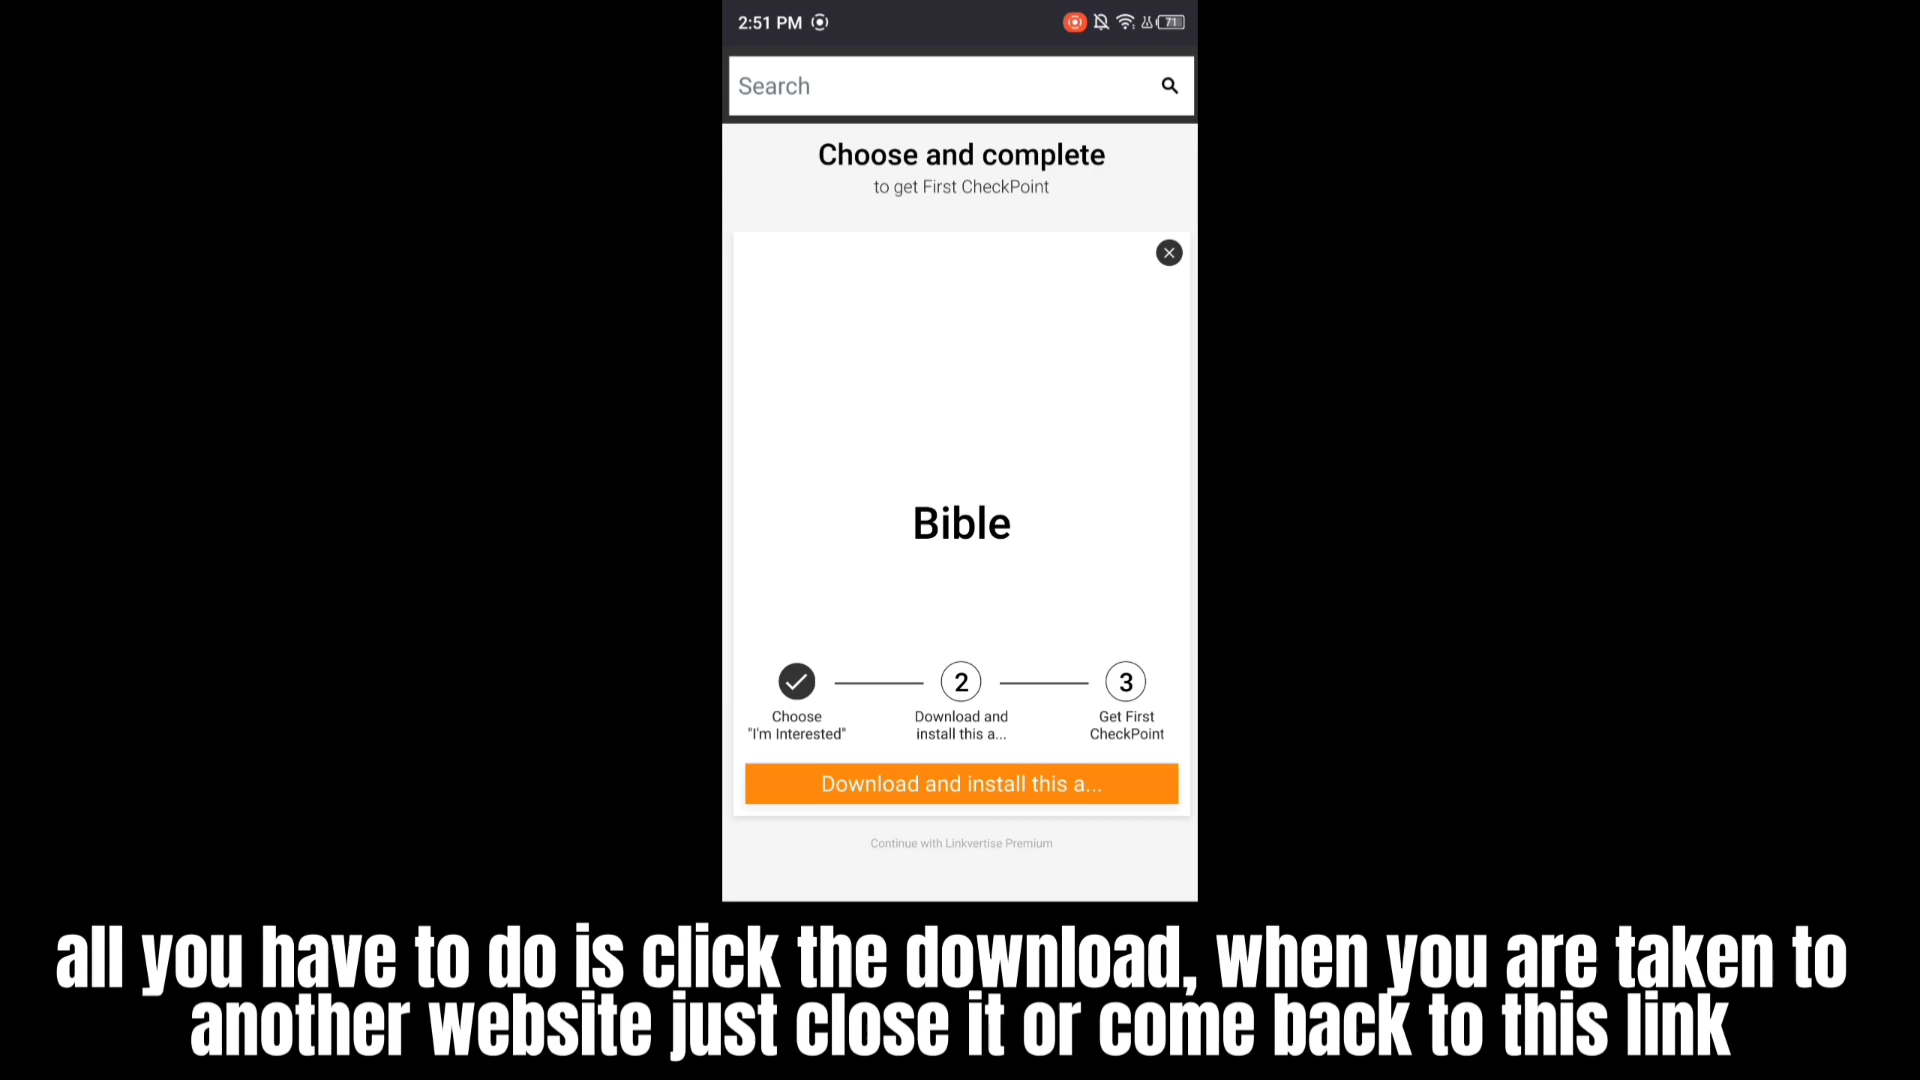 2:51 PM
71
Search
Choose and complete
to get First CheckPoint
Bible
2
3
Choose
"I'm Interested"
Download and
install this a...
Get First
CheckPoint
Download and install this a...
Continue with Linkvertise Premium
all you have to do is click the download, when you are taken to
another website just close it or come back to this link